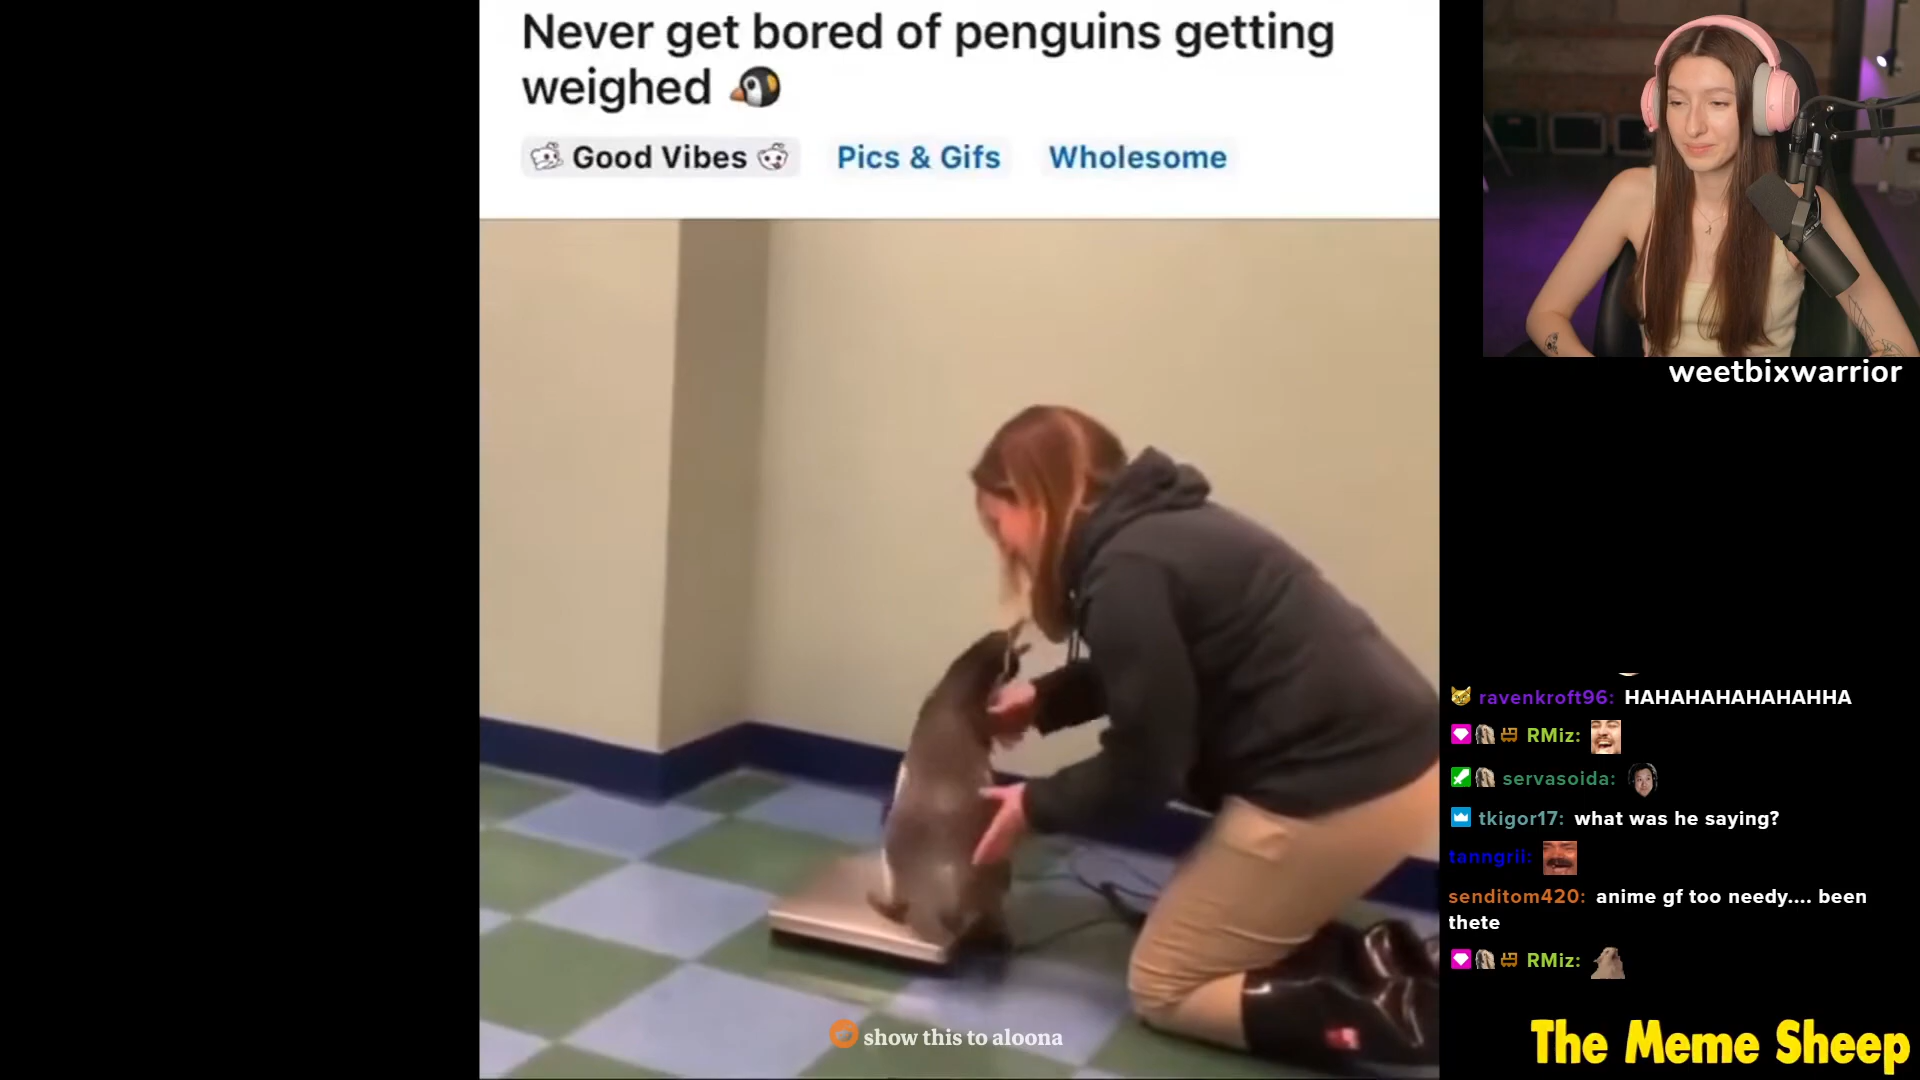 Never get bored of penguins getting
weighed
Good Vibes
Pics & Gifs
Wholesome
weetbixwarrior
ravenkroft96: HAHAHAHAHAHAHHA
RMiz:
servasoida:
tkigor17: what was he saying?
tanngrii:
senditom420: anime gf too needy.... been
thete
RMiz:
show this to aloona
The Meme Sheep